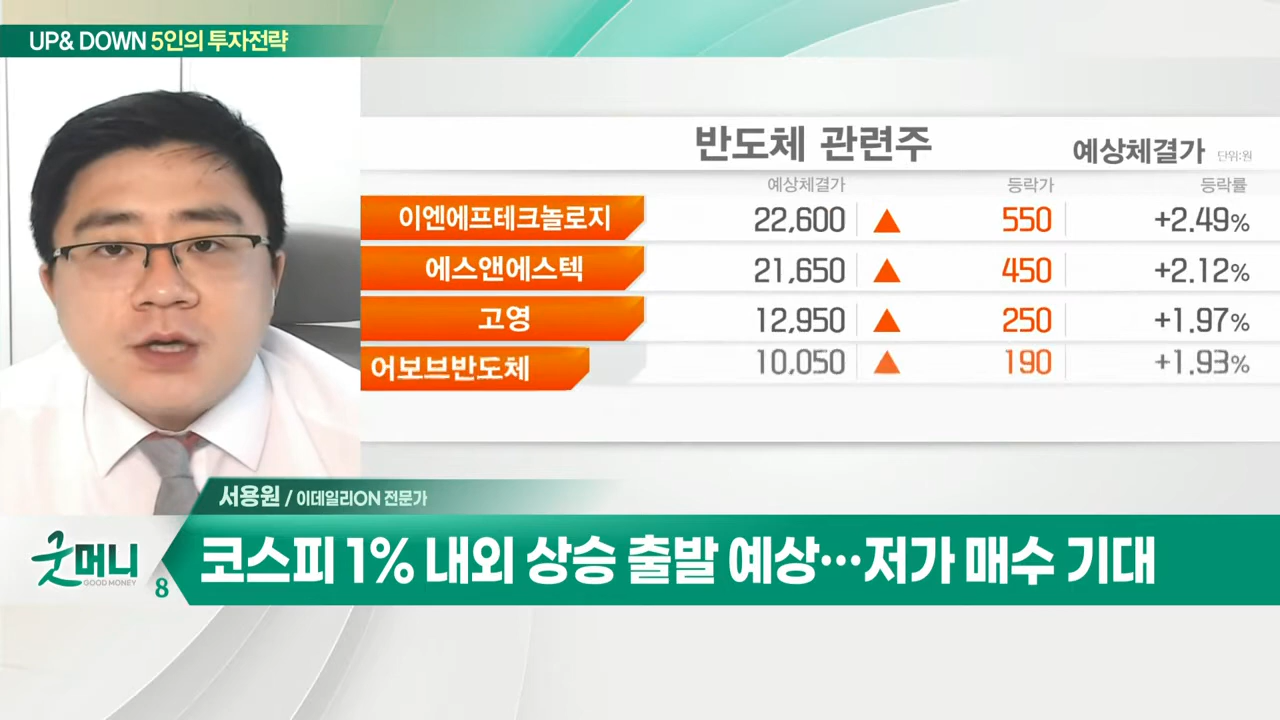 UP& DOWN 5인의 투자전략
반도체 관련주
예상체결가 단위:원
예상체결가 등락가 등락률
이엔에프테크놀로지 22,600 ▲ 550 +2.49%
에스앤에스텍 21,650 ▲ 450 +2.12%
고영 12,950 ▲ 250 +1.97%
어보브반도체 10,050 ▲ 190 +1.93%
서용원 / 이데일리ON 전문가
굿머니
GOOD MONEY
8
코스피 1% 내외 상승 출발 예상…저가 매수 기대